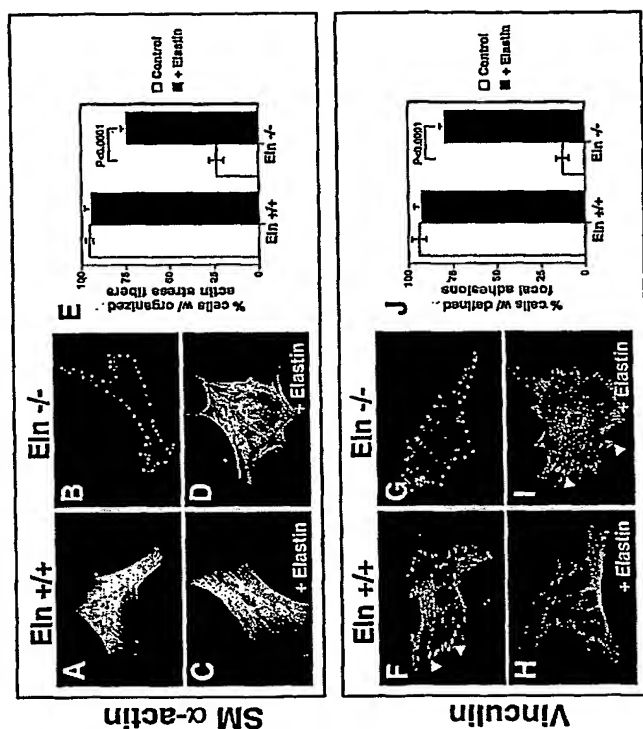 SM α-actin
Eln +/+
Eln -/-
A
B
C
+ Elastin
D
+ Elastin
E
% cells w/ organized..
actin stress fibers
100
75
50
25
0
P<0.0001
Eln +/+
Eln -/-
Control
+ Elastin
Vinculin
Eln +/+
Eln -/-
F
G
H
+ Elastin
I
+ Elastin
J
% cells w/ defined..
focal adhesions
100
75
50
25
0
P<0.0001
Eln +/+
Eln -/-
Control
+ Elastin